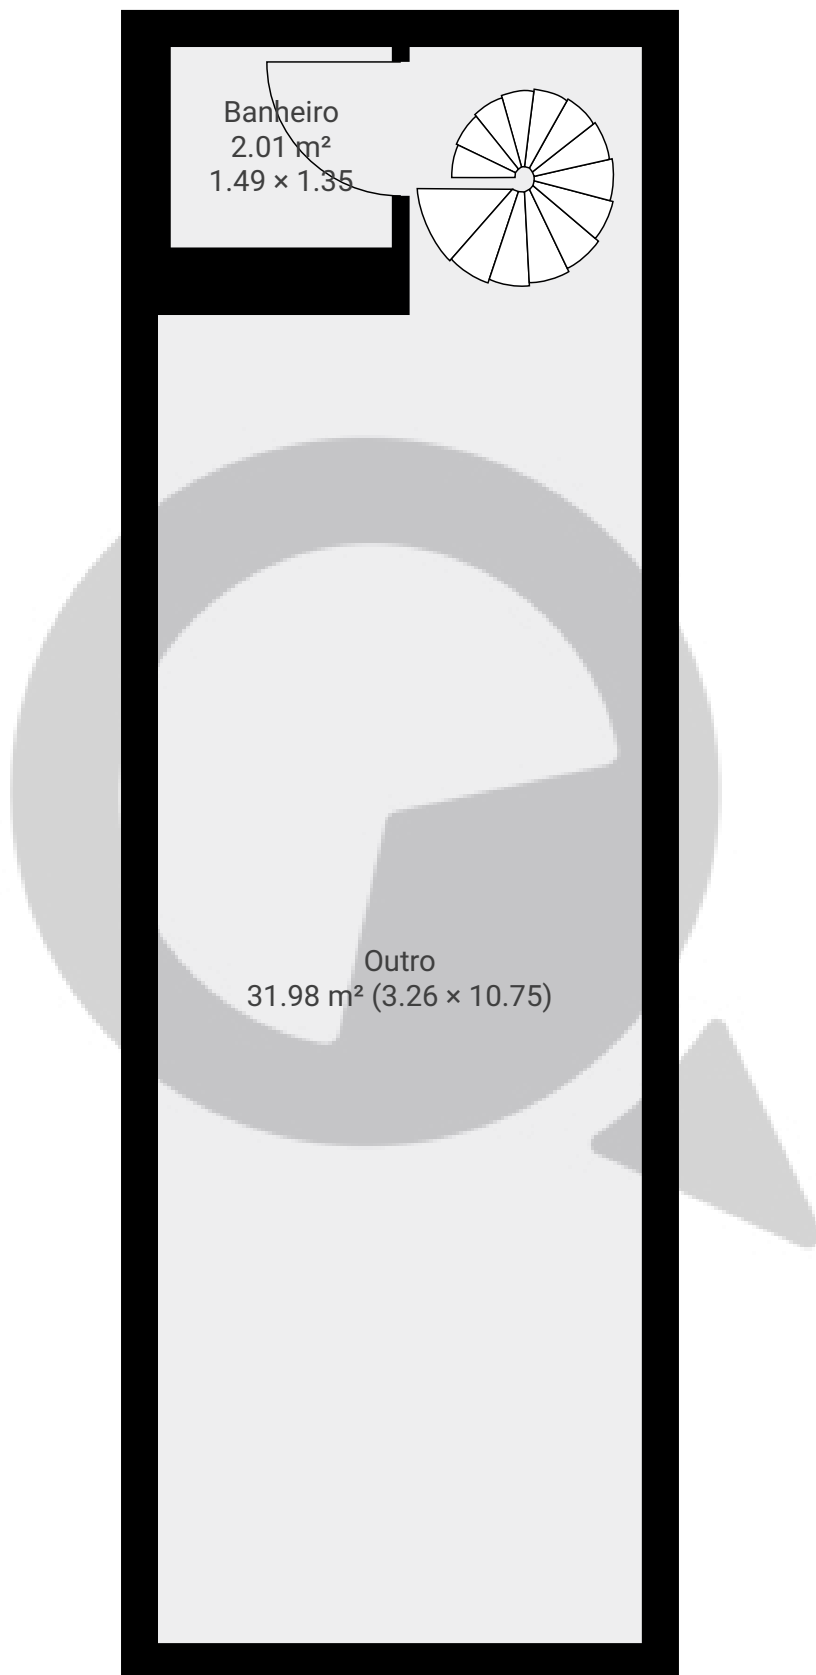 Banheiro
2.01 m²
1.49 × 1.35
Outro
31.98 m² (3.26 × 10.75)